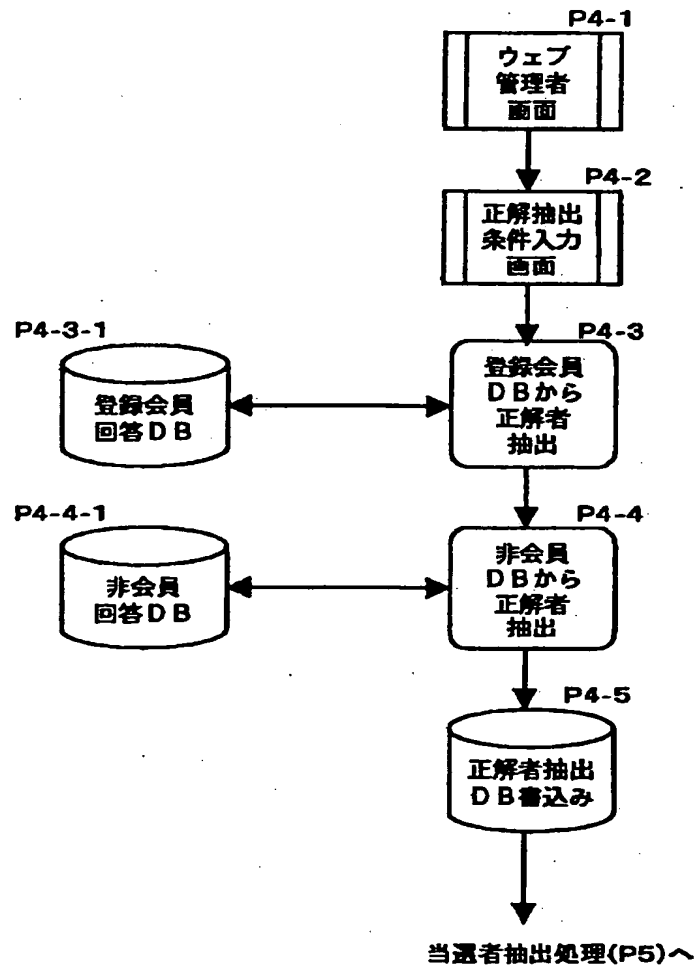 P4-1
ウェブ
管理者
画面
P4-2
正解抽出
条件入力
画面
P4-3-1
登録会員
回答DB
P4-3
登録会員
DBから
正解者
抽出
P4-4-1
非会員
回答DB
P4-4
非会員
DBから
正解者
抽出
P4-5
正解者抽出
DB書込み
当選者抽出処理(P5)へ